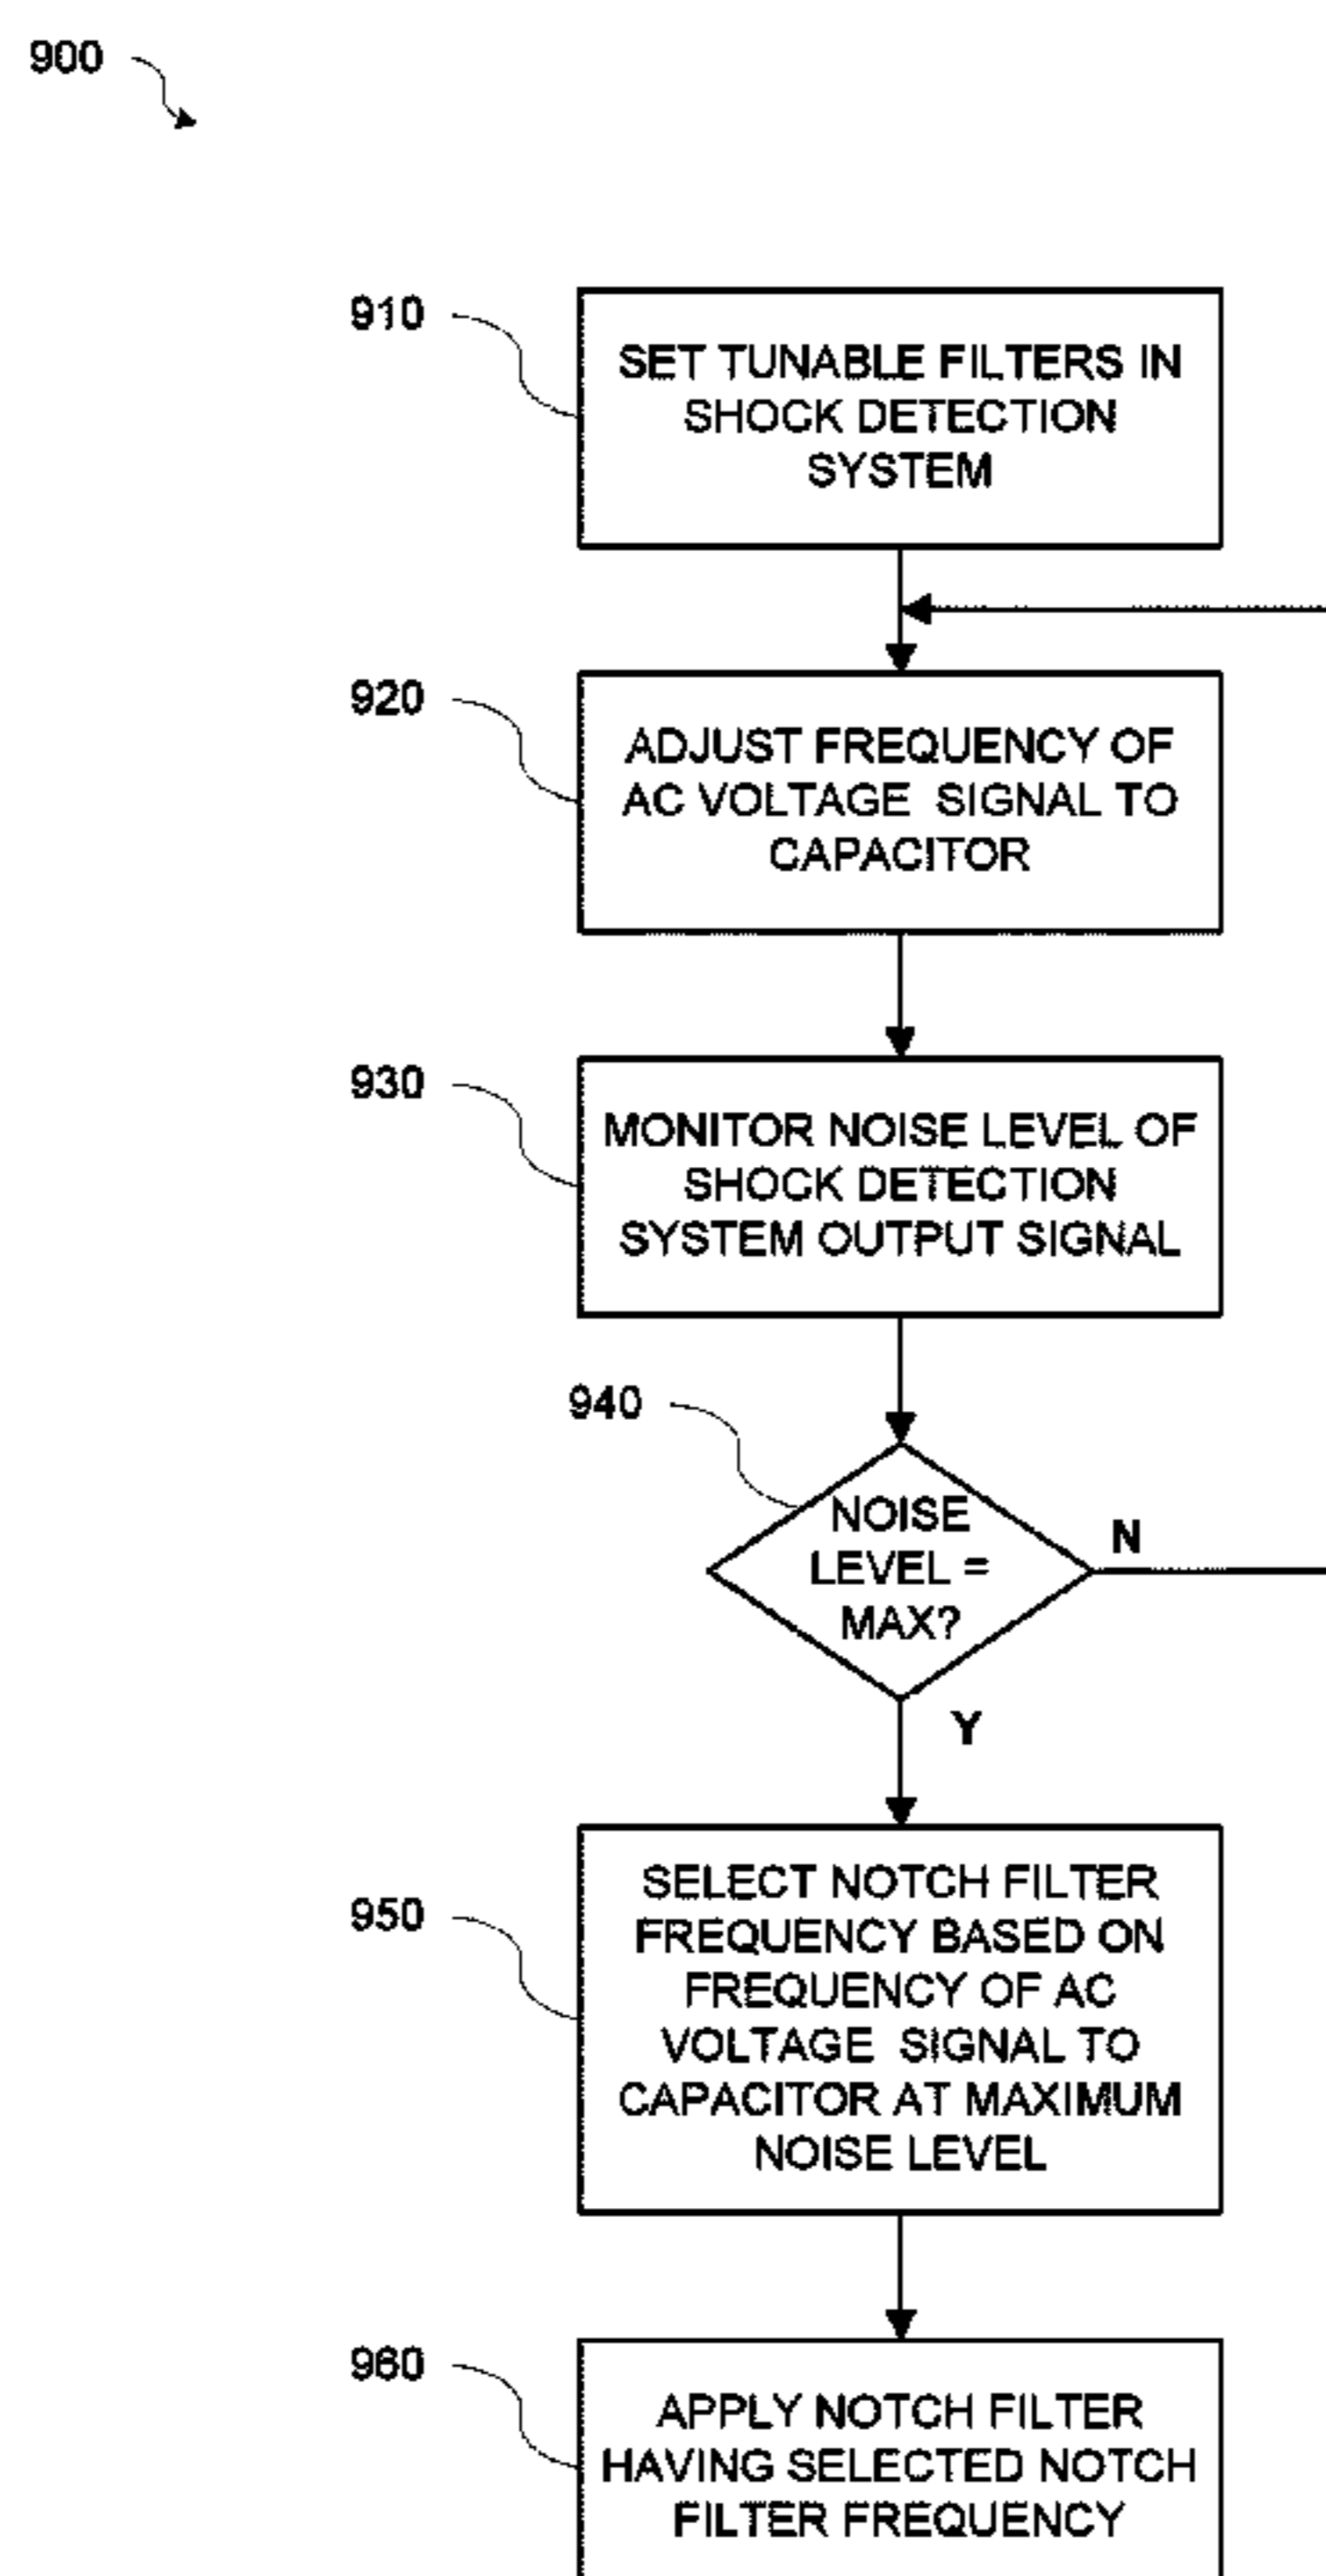 900
910
SET TUNABLE FILTERS IN
SHOCK DETECTION
SYSTEM
920
ADJUST FREQUENCY OF
AC VOLTAGE SIGNAL TO
CAPACITOR
930
MONITOR NOISE LEVEL OF
SHOCK DETECTION
SYSTEM OUTPUT SIGNAL
940
NOISE
LEVEL =
MAX?
N
Y
950
SELECT NOTCH FILTER
FREQUENCY BASED ON
FREQUENCY OF AC
VOLTAGE SIGNAL TO
CAPACITOR AT MAXIMUM
NOISE LEVEL
960
APPLY NOTCH FILTER
HAVING SELECTED NOTCH
FILTER FREQUENCY